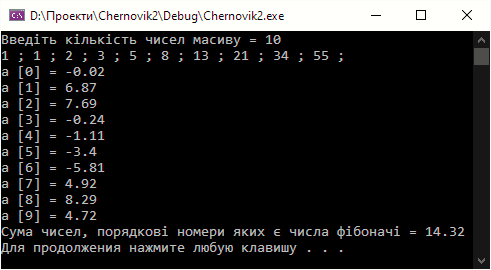 D:\Проекти\Chernovik2\Debug\Chernovik2.exe
Введіть кількість чисел масиву = 10
1 ; 1 ; 2 ; 3 ; 5 ; 8 ; 13 ; 21 ; 34 ; 55 ;
a [0] = -0.02
a [1] = 6.87
a [2] = 7.69
a [3] = -0.24
a [4] = -1.11
a [5] = -3.4
a [6] = -5.81
a [7] = 4.92
a [8] = 8.29
a [9] = 4.72
Сума чисел, порядкові номери яких є числа фібоначі = 14.32
Для продолжения нажмите любую клавишу . . .